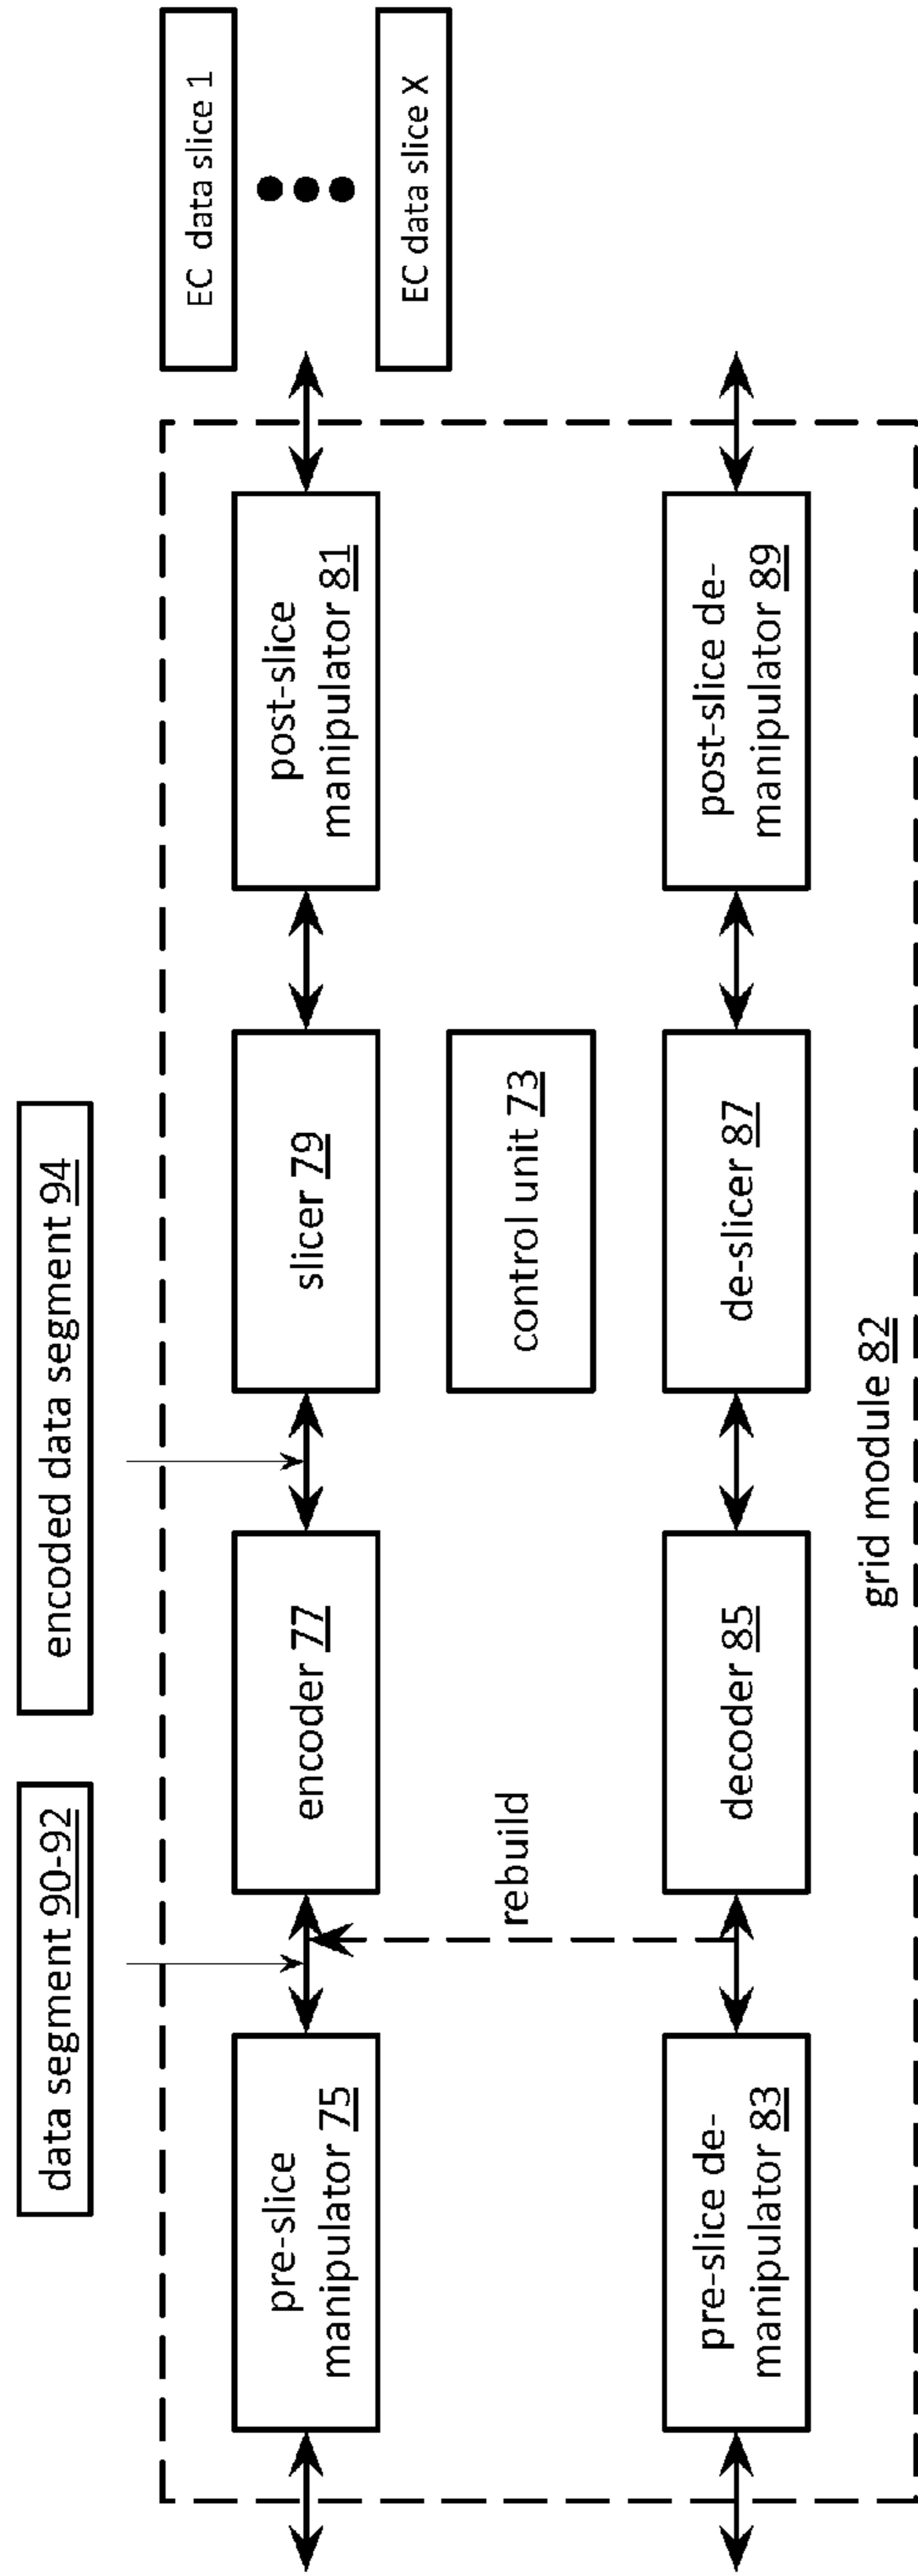 data segment 90-92
encoded data segment 94
EC data slice 1
EC data slice X
pre-slice
manipulator 75
encoder 77
slicer 79
post-slice
manipulator 81
rebuild
control unit 73
pre-slice de-
manipulator 83
decoder 85
de-slicer 87
post-slice de-
manipulator 89
grid module 82